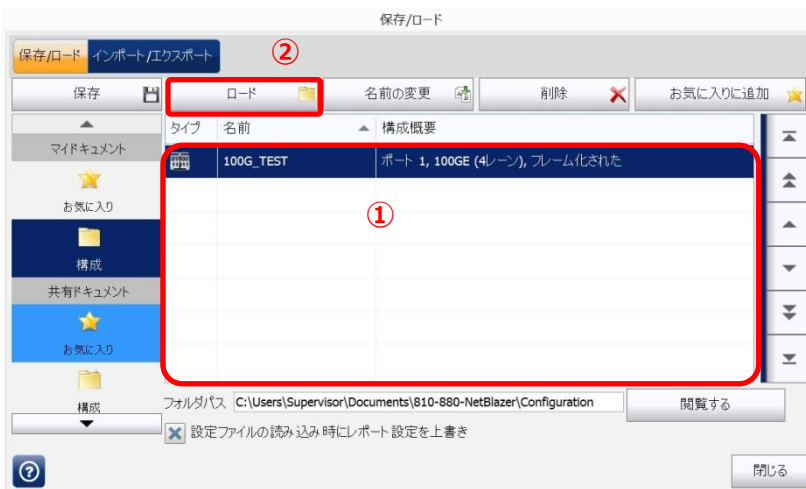 保存/ロード
保存/ロード インポート/エクスポート
②
保存 ロード 名前の変更 削除 お気に入りに追加
タイプ 名前 構成概要
マイドキュメント
100G_TEST ポート 1, 100GE (4レーン), フレーム化された
お気に入り
①
構成
共有ドキュメント
お気に入り
構成
フォルダパス C:\Users\Supervisor\Documents\810-880-NetBlazer\Configuration 閲覧する
設定ファイルの読み込み時にレポート設定を上書き
? 閉じる